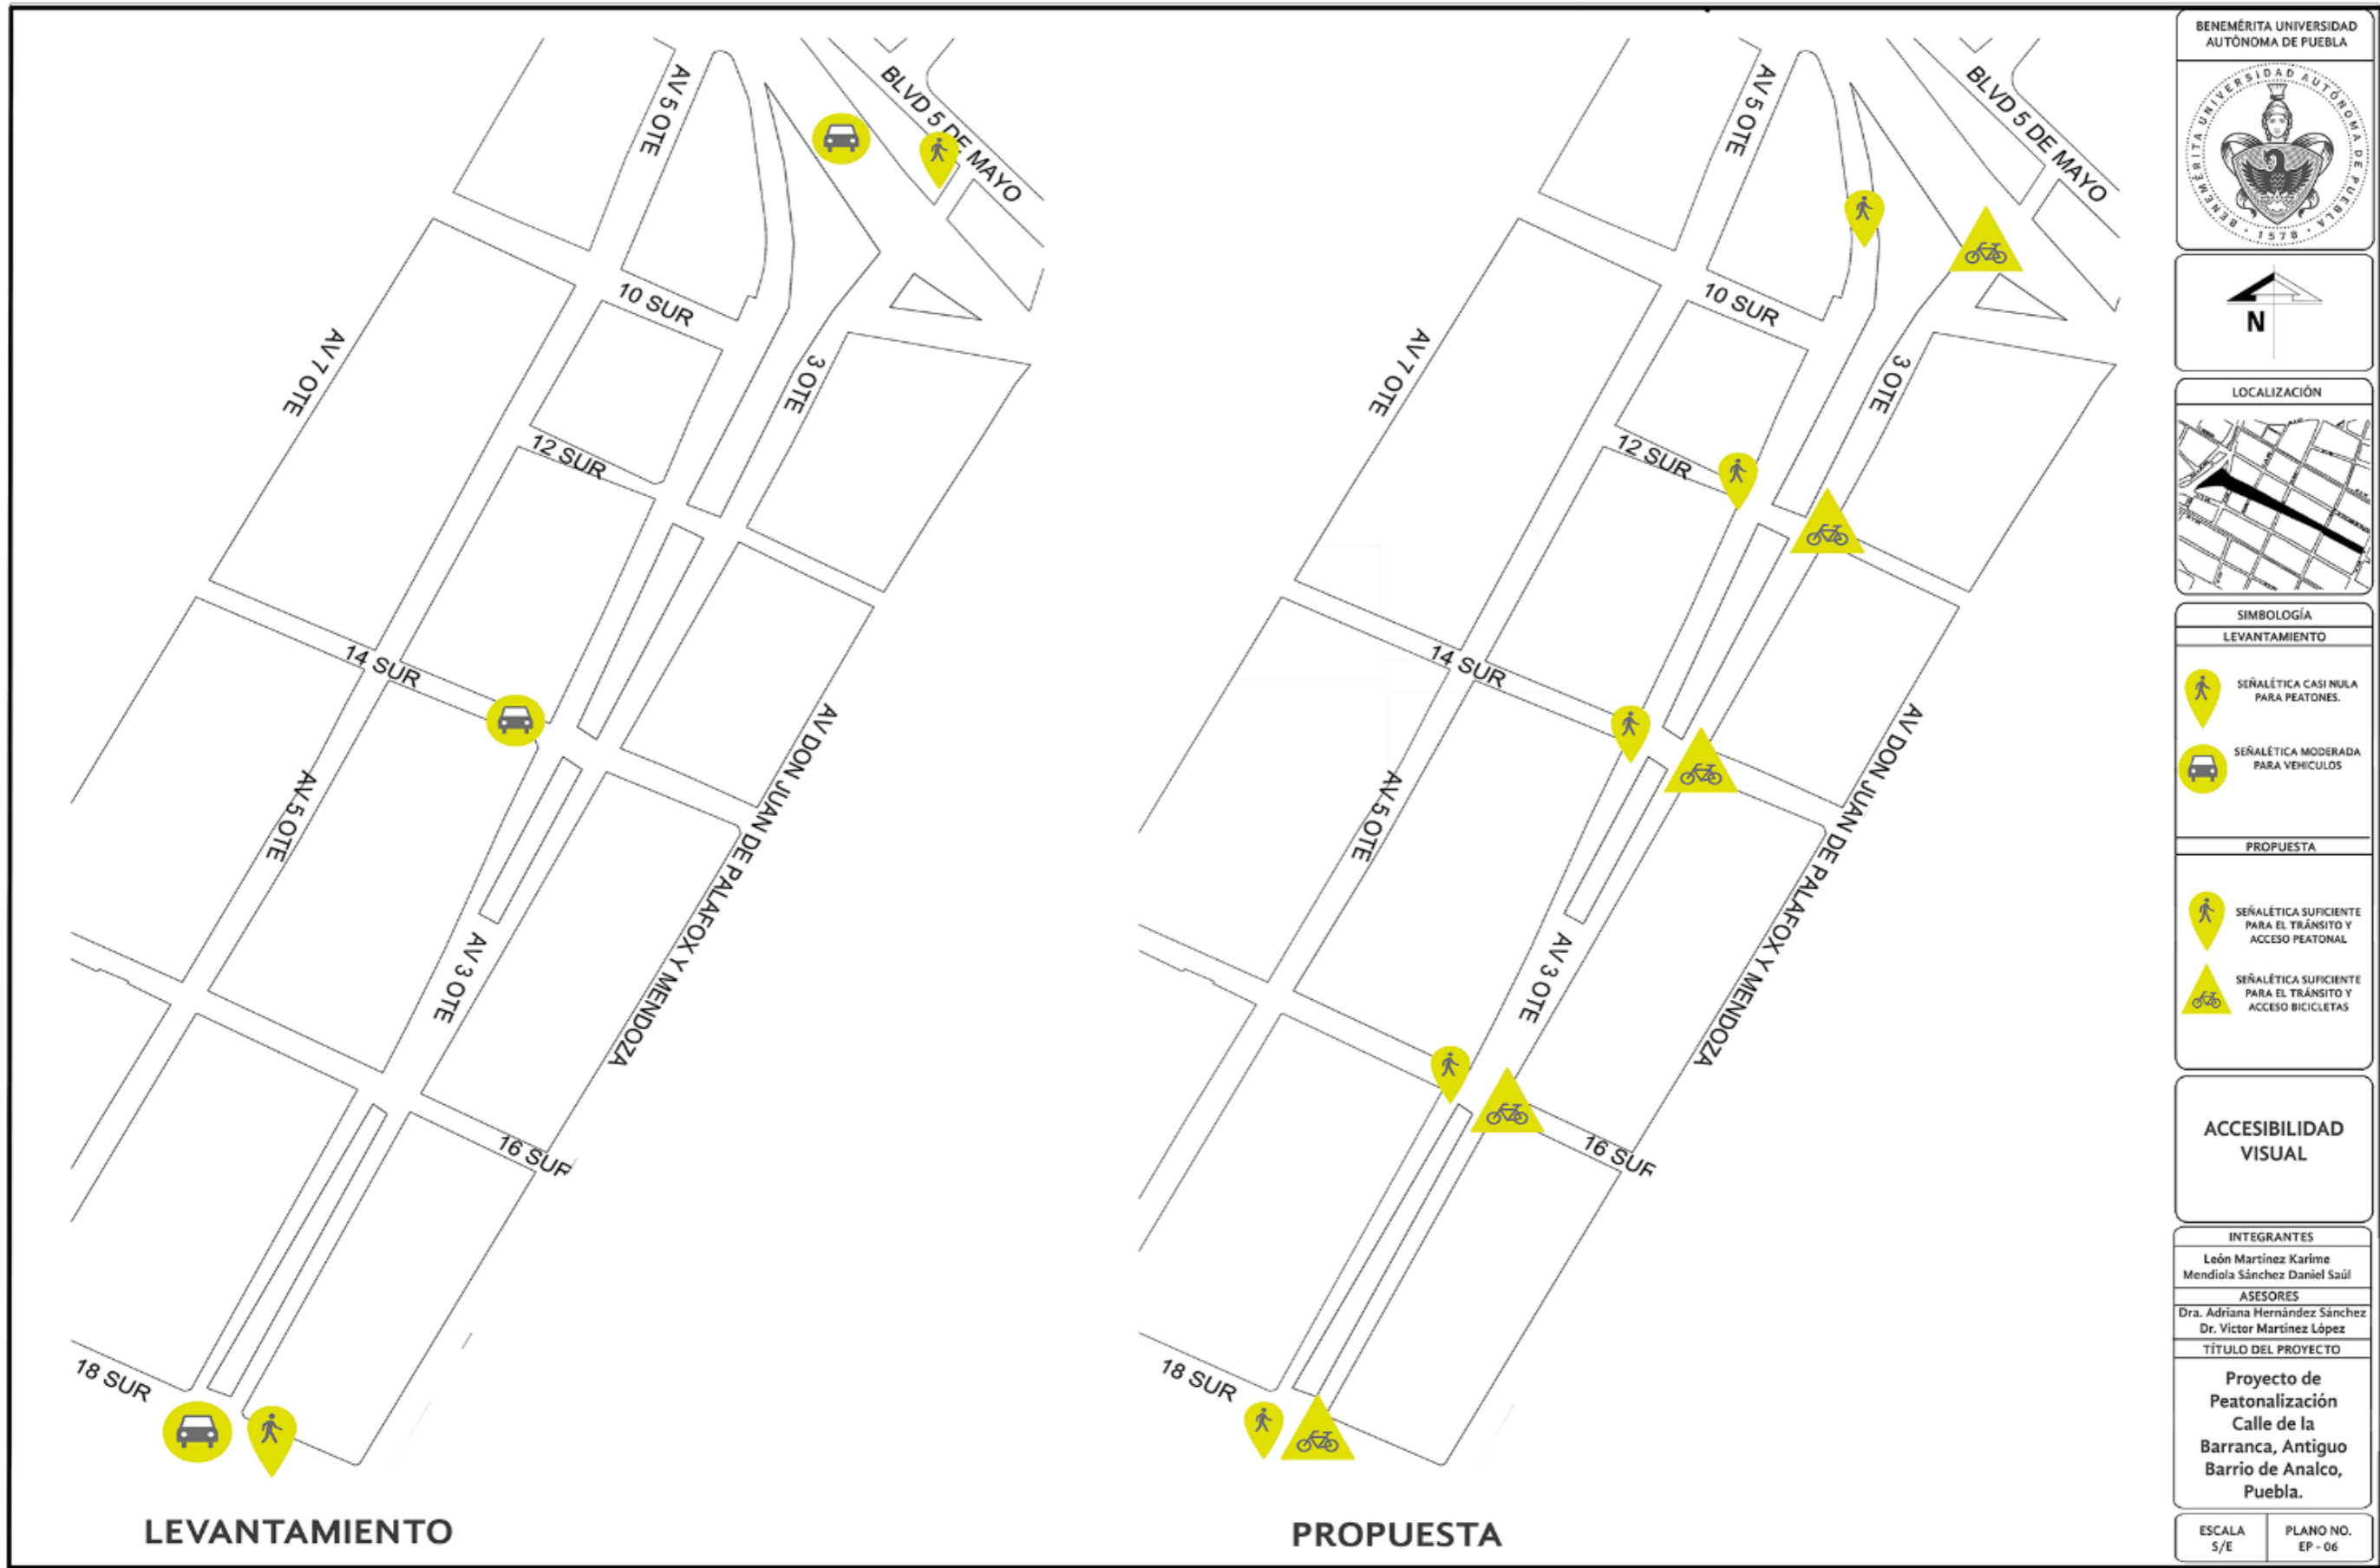 AV 5 OTE
BLVD 5 DE MAYO
10 SUR
AV 7 OTE
3 OTE
12 SUR
14 SUR
AV 5 OTE
AV DON JUAN DE PALAFOX Y MENDOZA
AV 3 OTE
16 SUR
18 SUR
LEVANTAMIENTO
AV 5 OTE
BLVD 5 DE MAYO
10 SUR
AV 7 OTE
3 OTE
12 SUR
14 SUR
AV 5 OTE
AV DON JUAN DE PALAFOX Y MENDOZA
AV 3 OTE
16 SUR
18 SUR
PROPUESTA
BENEMÉRITA UNIVERSIDAD
AUTÓNOMA DE PUEBLA
BENEMÉRITA UNIVERSIDAD AUTÓNOMA DE PUEBLA
· 1578 ·
N
LOCALIZACIÓN
SIMBOLOGÍA
LEVANTAMIENTO
SEÑALÉTICA CASI NULA
PARA PEATONES.
SEÑALÉTICA MODERADA
PARA VEHICULOS
PROPUESTA
SEÑALÉTICA SUFICIENTE
PARA EL TRÁNSITO Y
ACCESO PEATONAL
SEÑALÉTICA SUFICIENTE
PARA EL TRÁNSITO Y
ACCESO BICICLETAS
ACCESIBILIDAD
VISUAL
INTEGRANTES
León Martínez Karime
Mendiola Sánchez Daniel Saúl
ASESORES
Dra. Adriana Hernández Sánchez
Dr. Victor Martínez López
TÍTULO DEL PROYECTO
Proyecto de
Peatonalización
Calle de la
Barranca, Antiguo
Barrio de Analco,
Puebla.
ESCALA
S/E
PLANO NO.
EP - 06